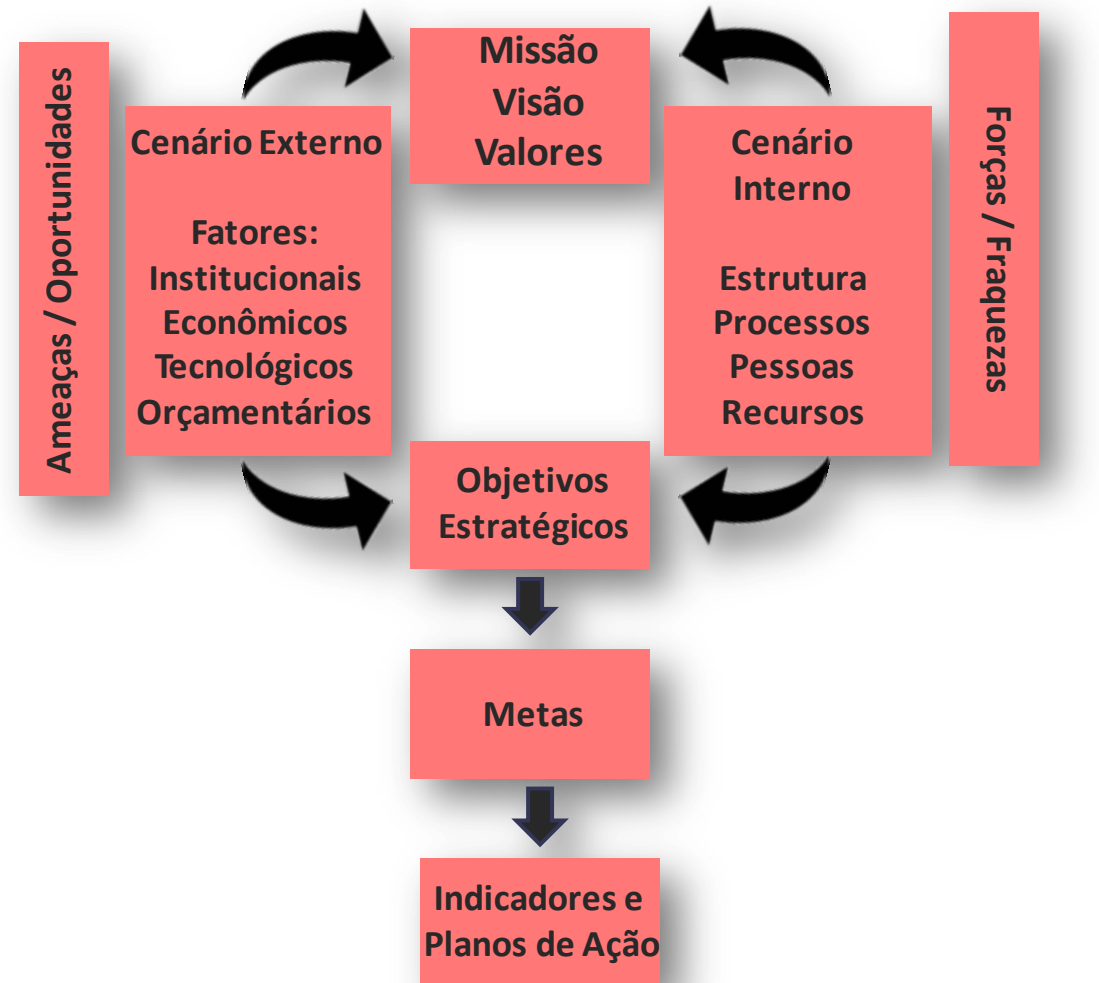 Missão
Visão
Valores
Ameaças / Oportunidades
Cenário Externo
Fatores:
Institucionais
Econômicos
Tecnológicos
Orçamentários
Cenário
Interno
Estrutura
Processos
Pessoas
Recursos
Forças / Fraquezas
Objetivos
Estratégicos
Metas
Indicadores e
Planos de Ação